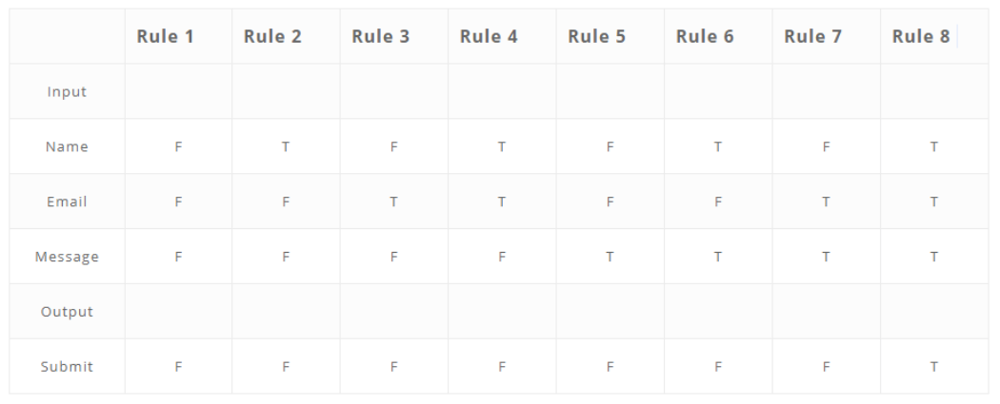 Rule 1 Rule 2 Rule 3 Rule 4 Rule 5 Rule 6 Rule 7 Rule 8
Input
Name F T F T F T F T
Email F F T T F F T T
Message F F F F T T T T
Output
Submit F F F F F F F T